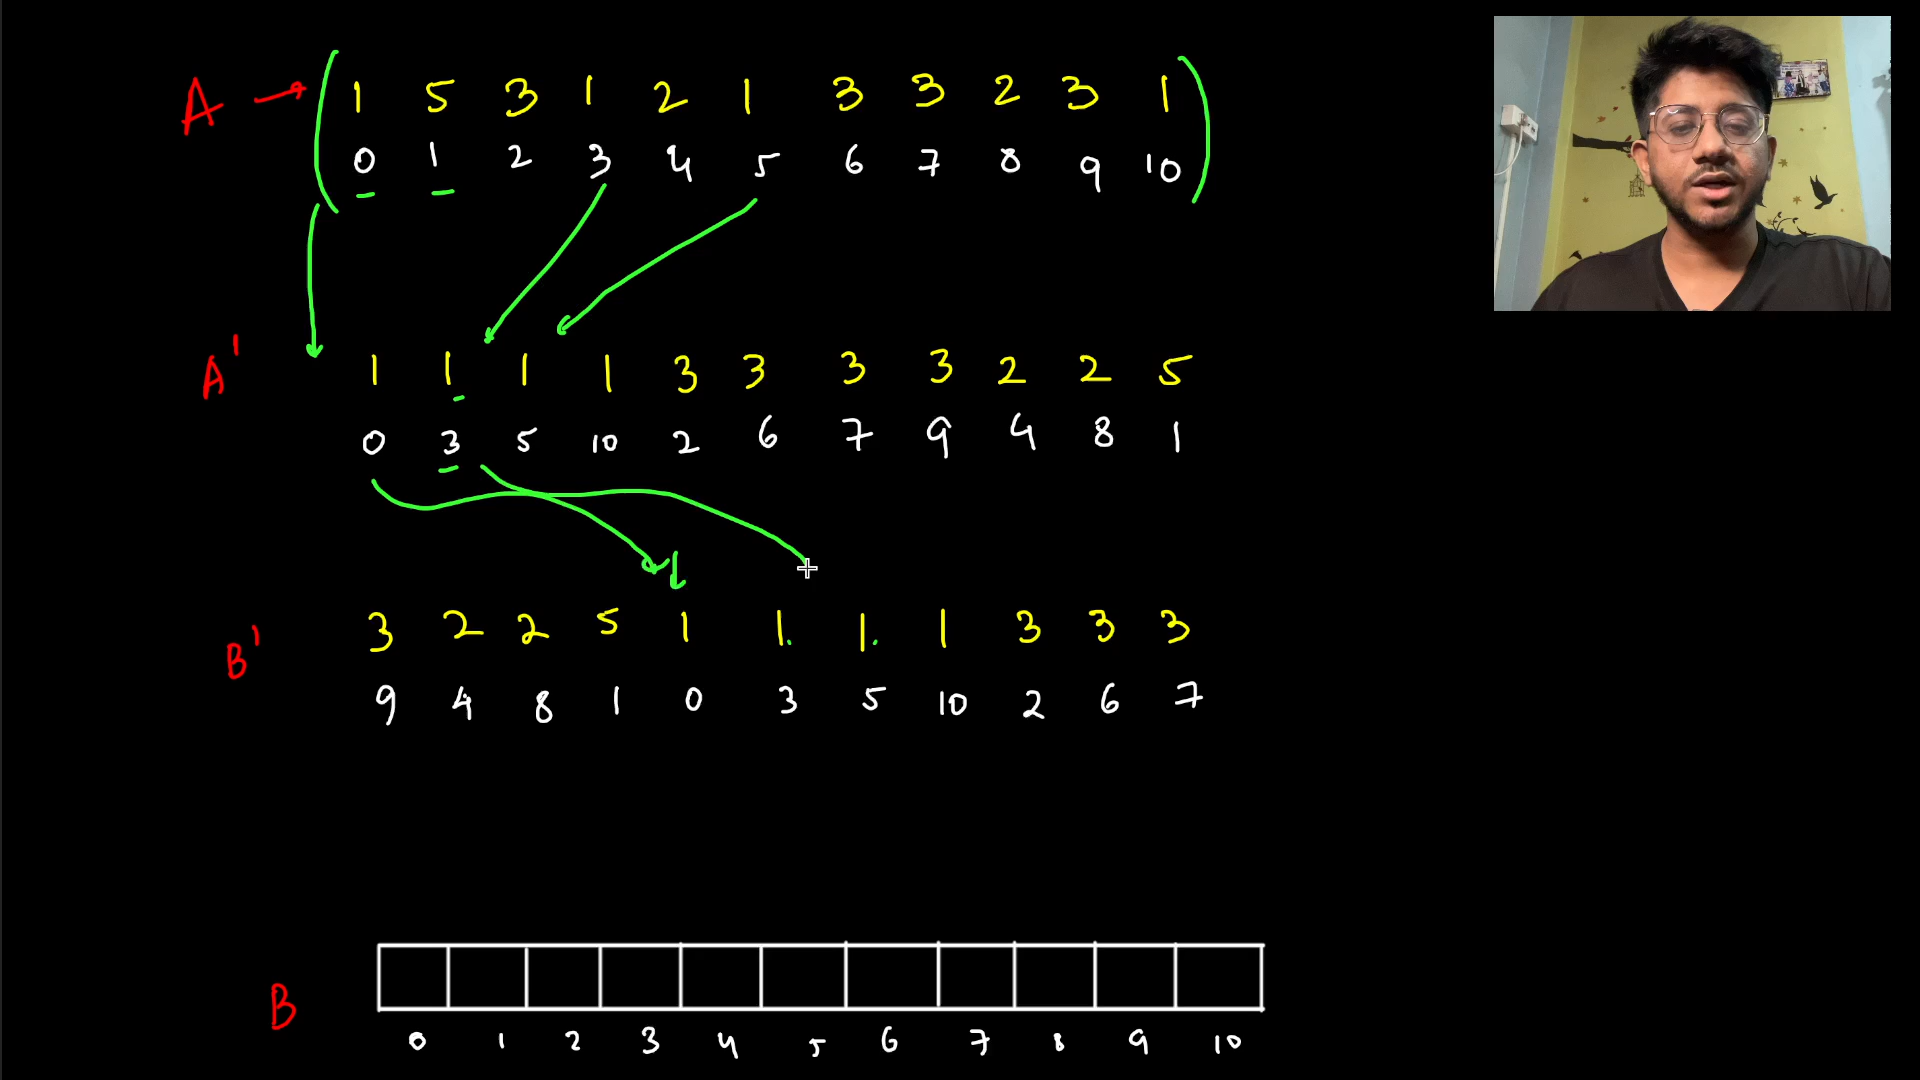 A → ( 1 5 3 1 2 1 3 3 2 3 1 )
0 1 2 3 4 5 6 7 8 9 10
A' 1 1 1 1 3 3 3 3 2 2 5
0 3 5 10 2 6 7 9 4 8 1
B' 3 2 2 5 1 1. 1. 1 3 3 3
9 4 8 1 0 3 5 10 2 6 7
B
0 1 2 3 4 5 6 7 8 9 10